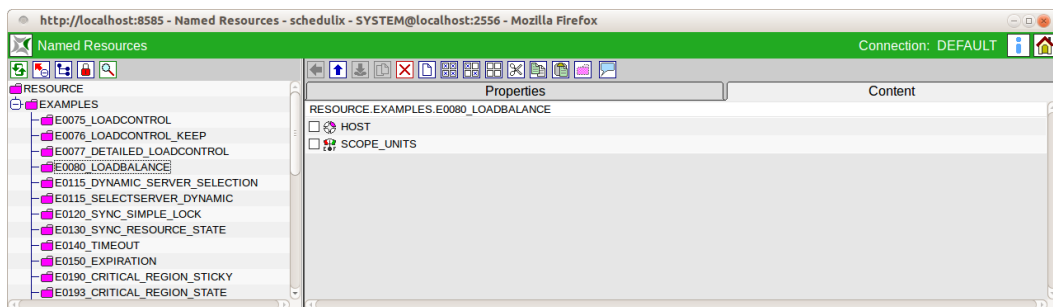 http://localhost:8585 - Named Resources - schedulix - SYSTEM@localhost:2556 - Mozilla Firefox
Named Resources
Connection: DEFAULT
RESOURCE
EXAMPLES
E0075_LOADCONTROL
E0076_LOADCONTROL_KEEP
E0077_DETAILED_LOADCONTROL
E0080_LOADBALANCE
E0115_DYNAMIC_SERVER_SELECTION
E0115_SELECTSERVER_DYNAMIC
E0120_SYNC_SIMPLE_LOCK
E0130_SYNC_RESOURCE_STATE
E0140_TIMEOUT
E0150_EXPIRATION
E0190_CRITICAL_REGION_STICKY
E0193_CRITICAL_REGION_STATE
Properties
Content
RESOURCE.EXAMPLES.E0080_LOADBALANCE
HOST
SCOPE_UNITS